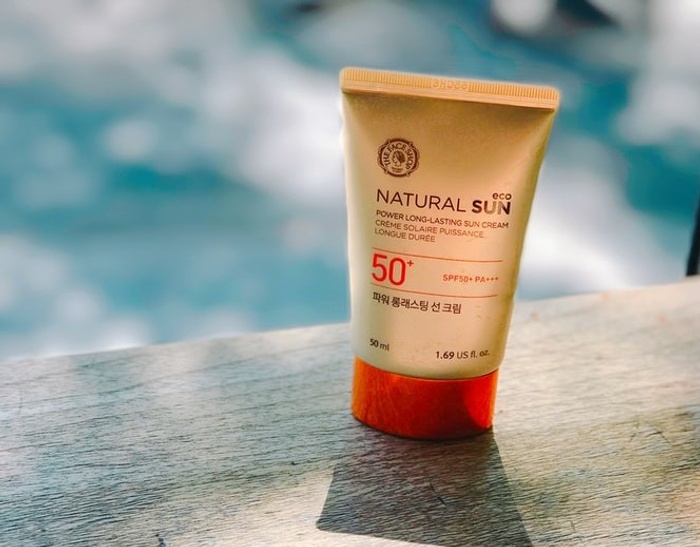 THE FACE SHOP
eco
NATURAL SUN
POWER LONG-LASTING SUN CREAM
CRÈME SOLAIRE PUISSANCE,
LONGUE DURÉE
50+
SPF50+ PA+++
파워 롱래스팅 선 크림
50 ml
1.69 US fl. oz.